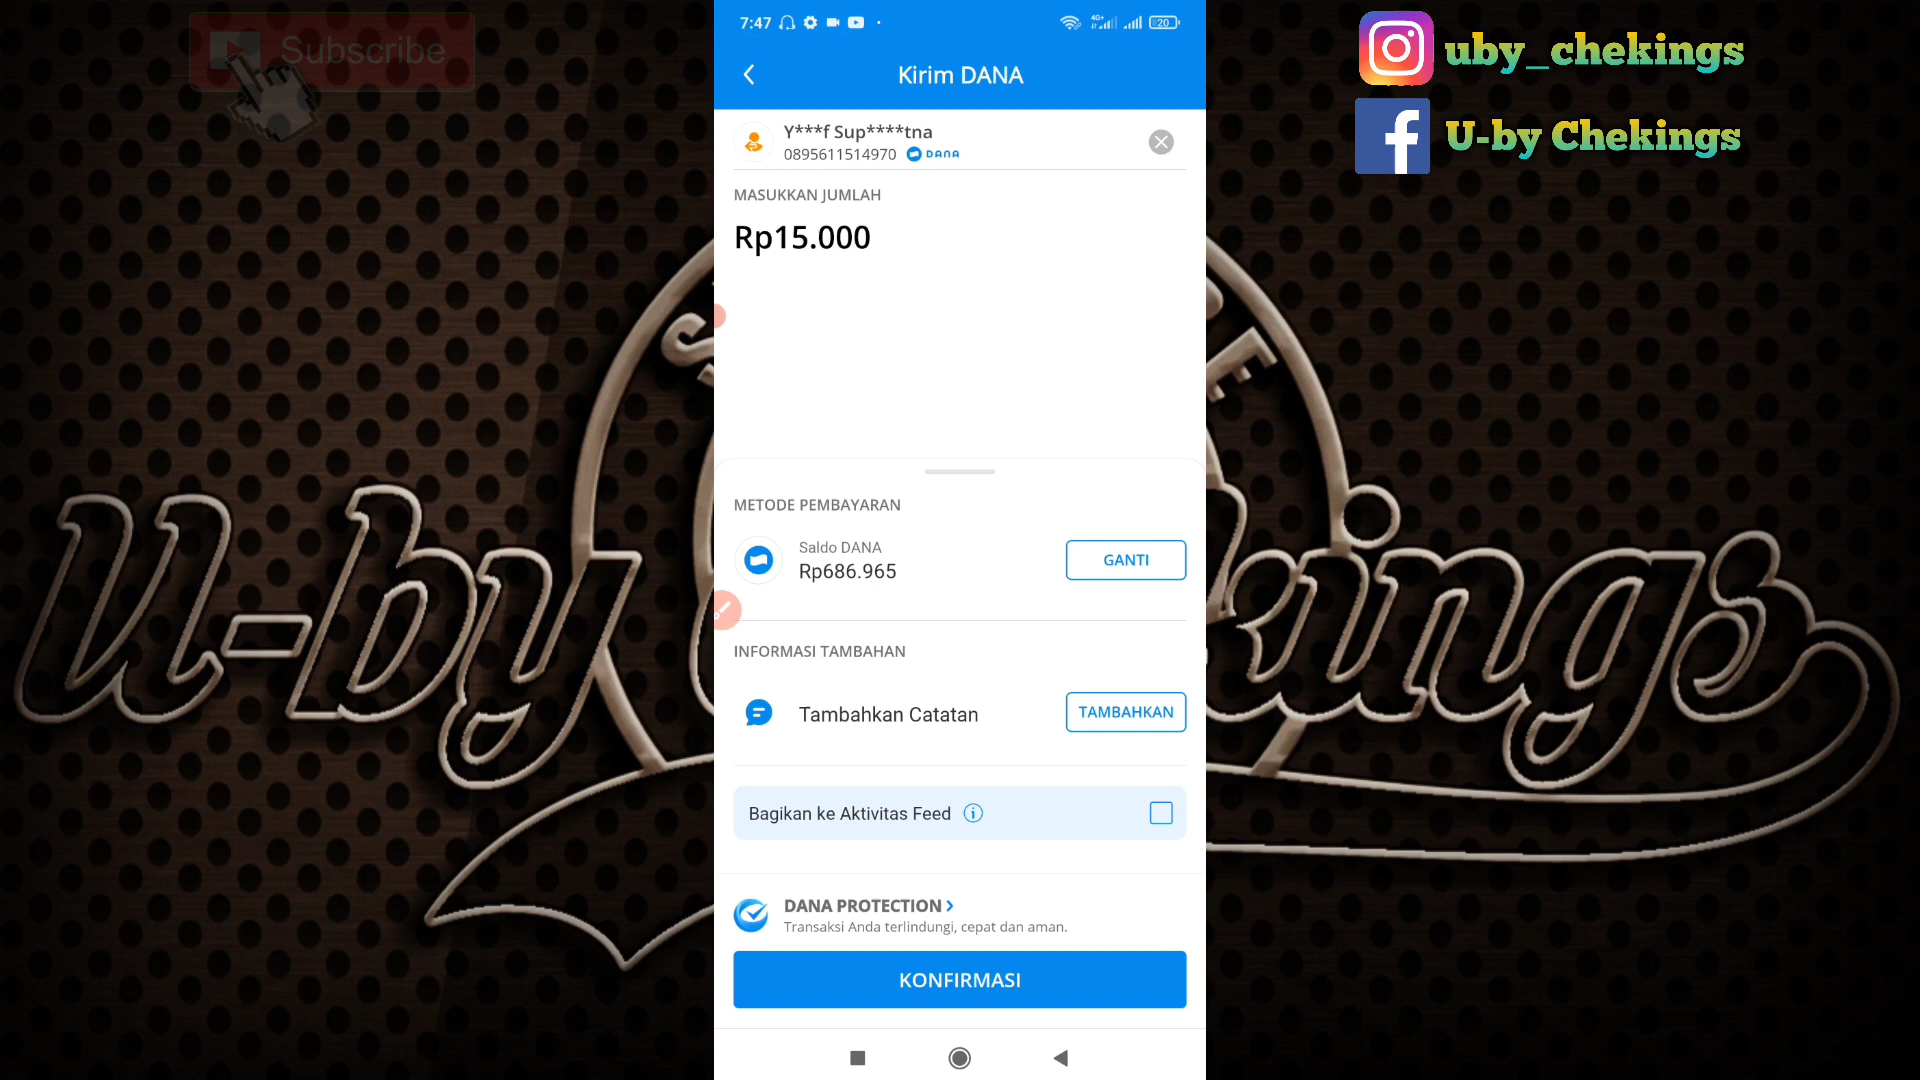 Subscribe
7:47
4G+
20
Kirim DANA
Y***f Sup****tna
0895611514970 DANA
MASUKKAN JUMLAH
Rp15.000
METODE PEMBAYARAN
Saldo DANA
Rp686.965
GANTI
INFORMASI TAMBAHAN
Tambahkan Catatan
TAMBAHKAN
Bagikan ke Aktivitas Feed
DANA PROTECTION
Transaksi Anda terlindungi, cepat dan aman.
KONFIRMASI
uby_chekings
U-by Chekings